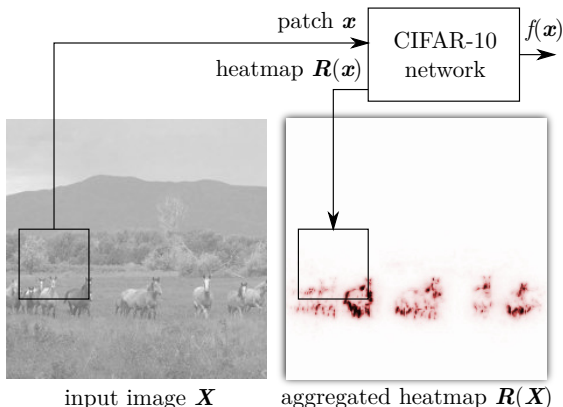 patch x
heatmap R(x)
CIFAR-10
network
f(x)
input image X
aggregated heatmap R(X)